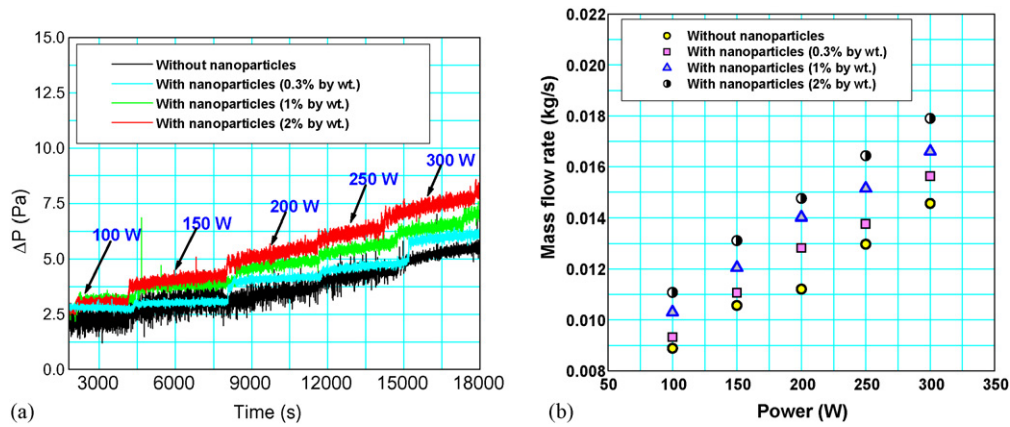 15.0
12.5
10.0
7.5
5.0
2.5
0.0
ΔP (Pa)
Without nanoparticles
With nanoparticles (0.3% by wt.)
With nanoparticles (1% by wt.)
With nanoparticles (2% by wt.)
100 W
150 W
200 W
250 W
300 W
3000
6000
9000
12000
15000
18000
Time (s)
(a)
0.022
0.020
0.018
0.016
0.014
0.012
0.010
0.008
Mass flow rate (kg/s)
Without nanoparticles
With nanoparticles (0.3% by wt.)
With nanoparticles (1% by wt.)
With nanoparticles (2% by wt.)
50
100
150
200
250
300
350
Power (W)
(b)